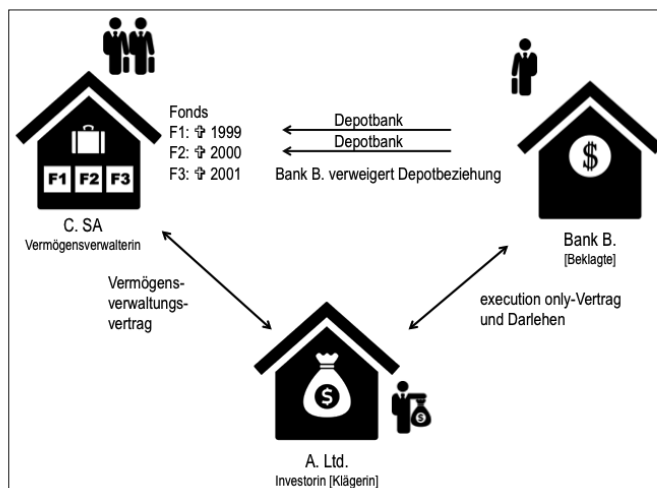 Fonds
F1: ✞ 1999
F2: ✞ 2000
F3: ✞ 2001
Depotbank
Depotbank
Bank B. verweigert Depotbeziehung
F1 F2 F3
$
C. SA
Vermögensverwalterin
Bank B.
[Beklagte]
Vermögens-
verwaltungs-
vertrag
execution only-Vertrag
und Darlehen
$
A. Ltd.
Investorin [Klägerin]